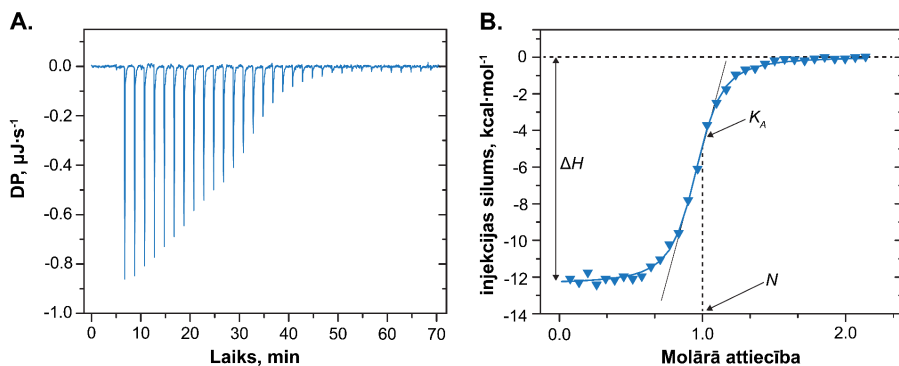 A.
0.0
-0.2
-0.4
-0.6
-0.8
-1.0
DP, µJ·s⁻¹
0
10
20
30
40
50
60
70
Laiks, min
B.
0
-2
-4
-6
-8
-10
-12
-14
injekcijas silums, kcal·mol⁻¹
ΔH
K_A
N
0.0
1.0
2.0
Molārā attiecība